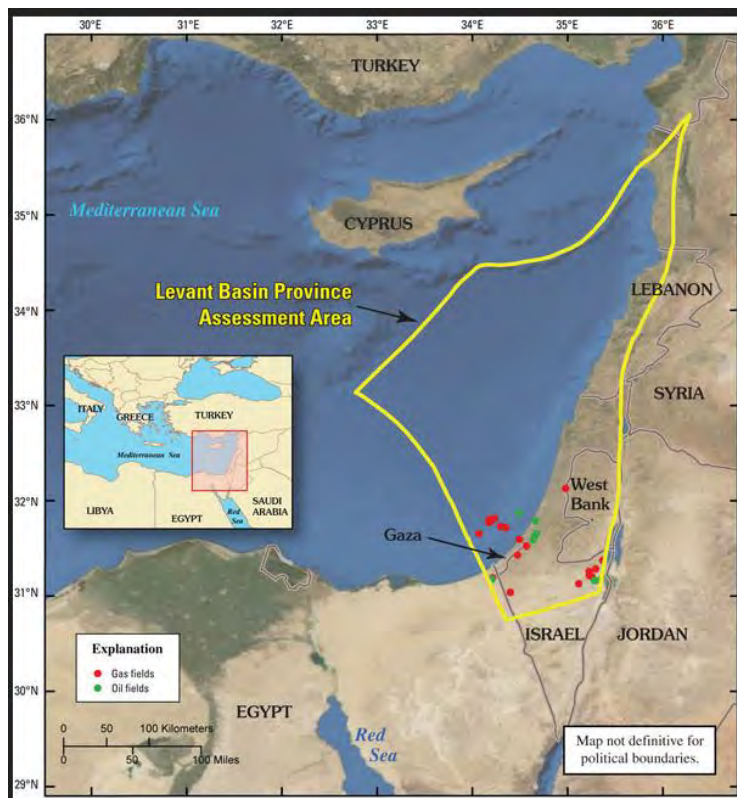 30°E 31°E 32°E 33°E 34°E 35°E 36°E
TURKEY
36°N
35°N
Mediterranean Sea
CYPRUS
34°N
Levant Basin Province
Assessment Area
LEBANON
SYRIA
33°N
ITALY
GREECE
TURKEY
Mediterranean Sea
LIBYA
EGYPT
Red
Sea
SAUDI
ARABIA
32°N
West
Bank
Gaza
31°N
ISRAEL
JORDAN
Explanation
Gas fields
Oil fields
30°N
EGYPT
0 50 100 Kilometers
0 50 100 Miles
Red
Sea
Map not definitive for
political boundaries.
29°N